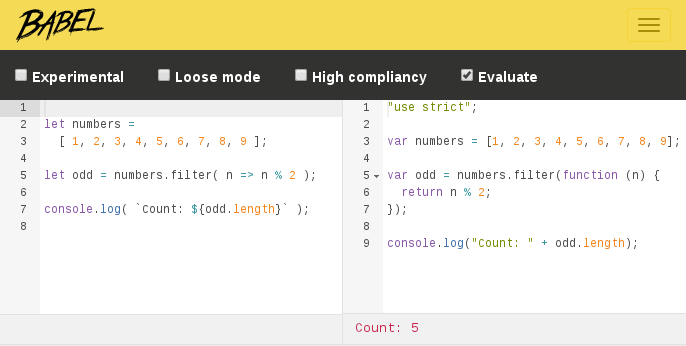 BABEL
Experimental Loose mode High compliancy Evaluate
1
2 let numbers =
3 [ 1, 2, 3, 4, 5, 6, 7, 8, 9 ];
4
5 let odd = numbers.filter( n => n % 2 );
6
7 console.log( `Count: ${odd.length}` );
8
1 "use strict";
2
3 var numbers = [1, 2, 3, 4, 5, 6, 7, 8, 9];
4
5 var odd = numbers.filter(function (n) {
6 return n % 2;
7 });
8
9 console.log("Count: " + odd.length);
Count: 5